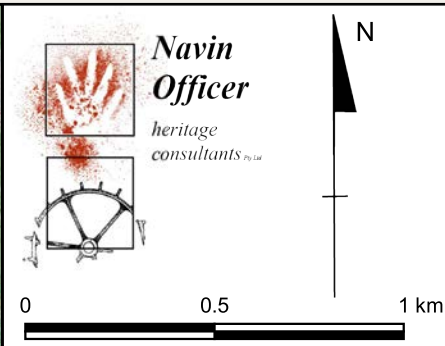 Navin
Officer
heritage
consultants Pty Ltd
N
0 0.5 1 km